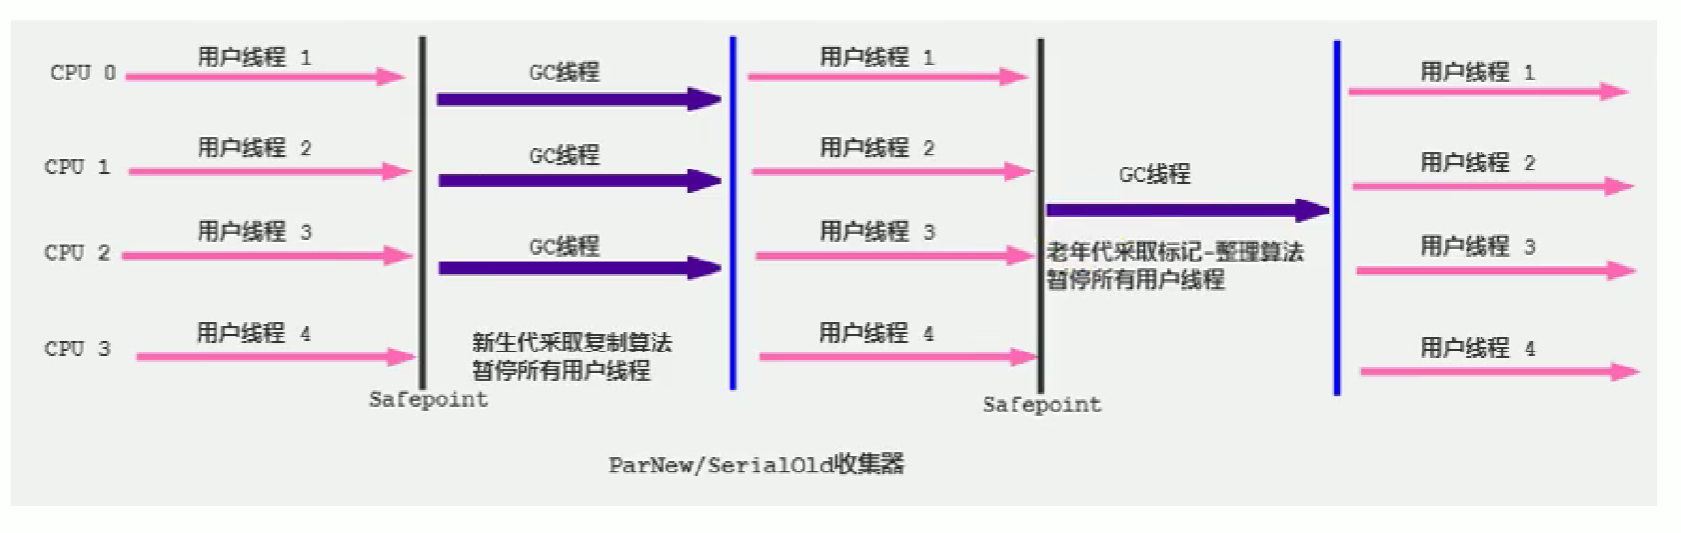 CPU 0
用户线程 1
GC线程
用户线程 1
用户线程 1
CPU 1
用户线程 2
GC线程
用户线程 2
GC线程
用户线程 2
CPU 2
用户线程 3
GC线程
用户线程 3
老年代采取标记-整理算法
暂停所有用户线程
用户线程 3
CPU 3
用户线程 4
新生代采取复制算法
暂停所有用户线程
用户线程 4
用户线程 4
Safepoint
Safepoint
ParNew/SerialOld收集器